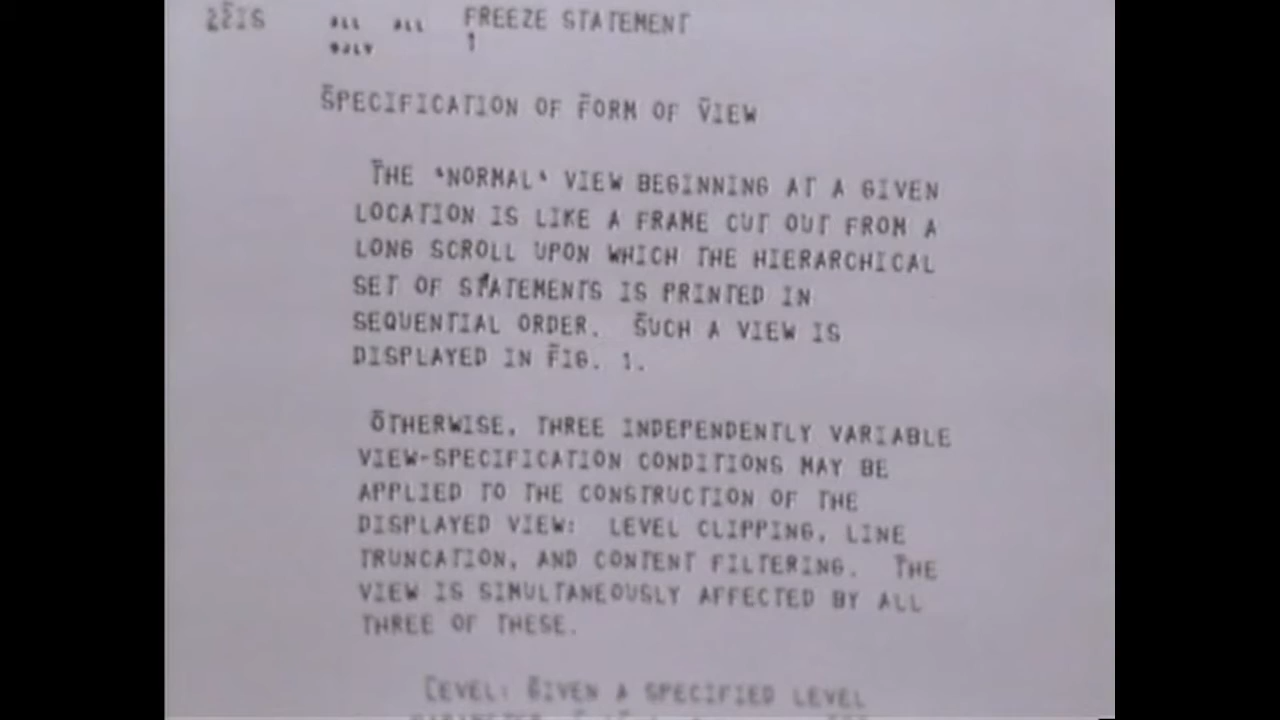 ALL ALL FREEZE STATEMENT
1
SPECIFICATION OF FORM OF VIEW
THE 'NORMAL' VIEW BEGINNING AT A GIVEN
LOCATION IS LIKE A FRAME CUT OUT FROM A
LONG SCROLL UPON WHICH THE HIERARCHICAL
SET OF STATEMENTS IS PRINTED IN
SEQUENTIAL ORDER. SUCH A VIEW IS
DISPLAYED IN FIG. 1.
OTHERWISE, THREE INDEPENDENTLY VARIABLE
VIEW-SPECIFICATION CONDITIONS MAY BE
APPLIED TO THE CONSTRUCTION OF THE
DISPLAYED VIEW: LEVEL CLIPPING, LINE
TRUNCATION, AND CONTENT FILTERING. THE
VIEW IS SIMULTANEOUSLY AFFECTED BY ALL
THREE OF THESE.
LEVEL: GIVEN A SPECIFIED LEVEL